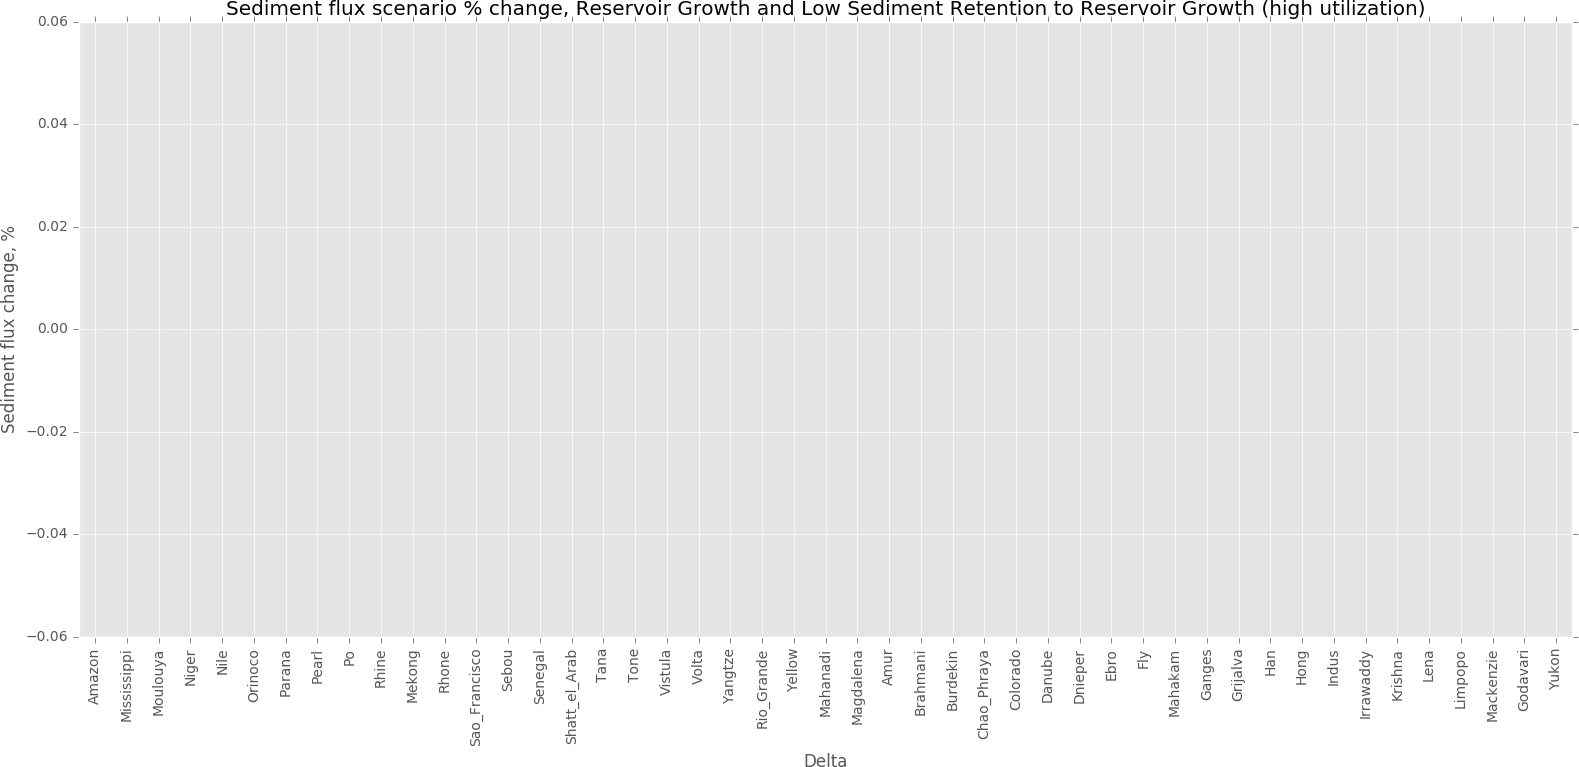 Sediment flux scenario % change, Reservoir Growth and Low Sediment Retention to Reservoir Growth (high utilization)
Sediment flux change, %
0.06
0.04
0.02
0.00
−0.02
−0.04
−0.06
Amazon
Mississippi
Moulouya
Niger
Nile
Orinoco
Parana
Pearl
Po
Rhine
Mekong
Rhone
Sao_Francisco
Sebou
Senegal
Shatt_el_Arab
Tana
Tone
Vistula
Volta
Yangtze
Rio_Grande
Yellow
Mahanadi
Magdalena
Amur
Brahmani
Burdekin
Chao_Phraya
Colorado
Danube
Dnieper
Ebro
Fly
Mahakam
Ganges
Grijalva
Han
Hong
Indus
Irrawaddy
Krishna
Lena
Limpopo
Mackenzie
Godavari
Yukon
Delta